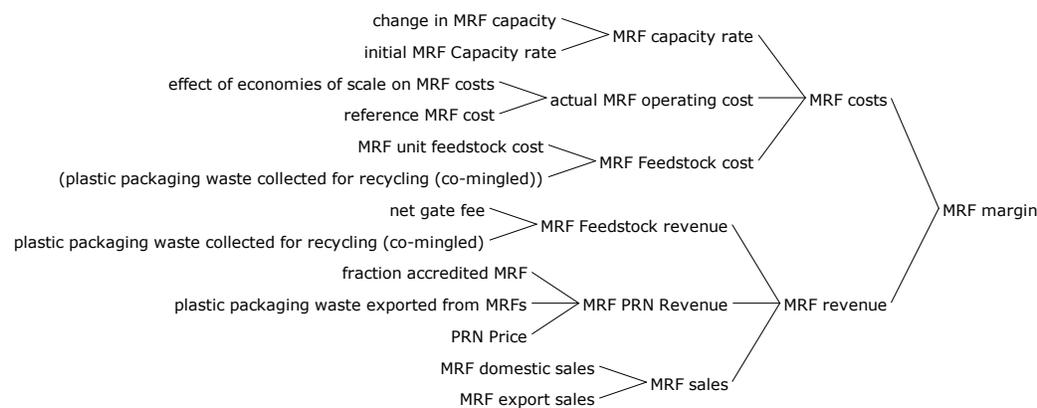 change in MRF capacity
MRF capacity rate
initial MRF Capacity rate
effect of economies of scale on MRF costs
actual MRF operating cost
MRF costs
reference MRF cost
MRF unit feedstock cost
MRF Feedstock cost
(plastic packaging waste collected for recycling (co-mingled))
net gate fee
MRF margin
MRF Feedstock revenue
plastic packaging waste collected for recycling (co-mingled)
fraction accredited MRF
plastic packaging waste exported from MRFs
MRF PRN Revenue
MRF revenue
PRN Price
MRF domestic sales
MRF sales
MRF export sales